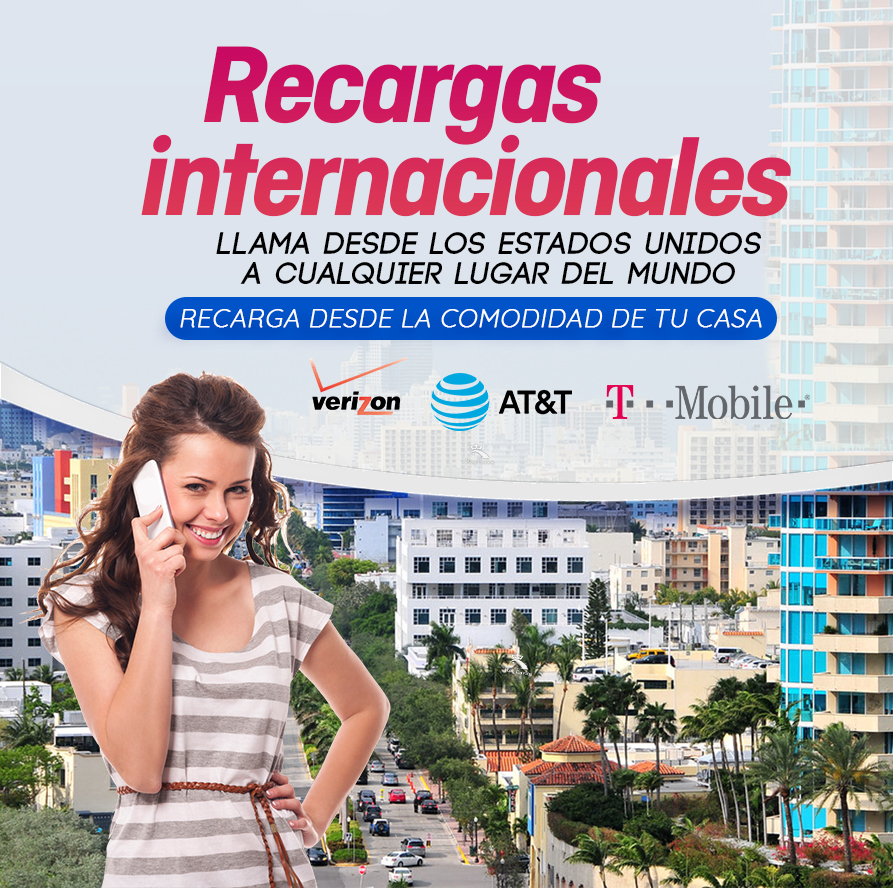 Recargas
internacionales
LLAMA DESDE LOS ESTADOS UNIDOS
A CUALQUIER LUGAR DEL MUNDO
RECARGA DESDE LA COMODIDAD DE TU CASA
verizon
AT&T
T Mobile